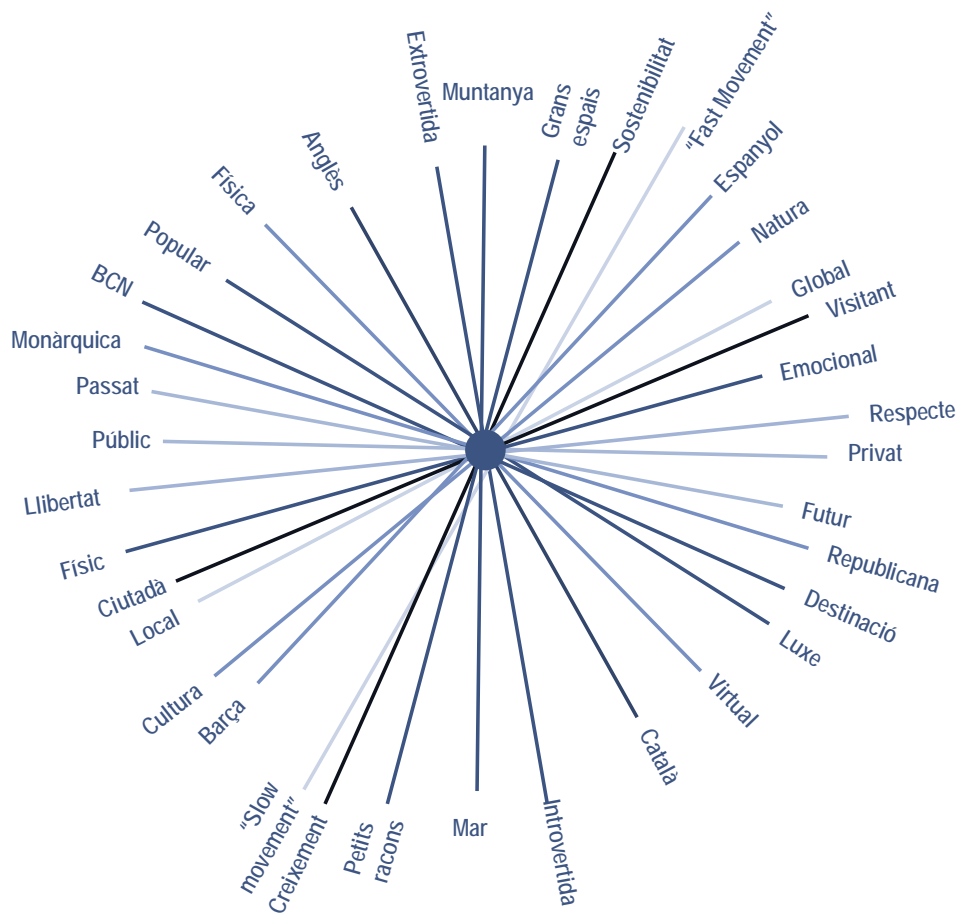 Extrovertida
Muntanya
Grans
espais
Sostenibilitat
"Fast Movement"
Espanyol
Natura
Global
Visitant
Emocional
Respecte
Privat
Futur
Republicana
Destinació
Luxe
Virtual
Català
Introvertida
Mar
Petits
racons
Creixement
"Slow
movement"
Barça
Cultura
Local
Ciutadà
Físic
Llibertat
Públic
Passat
Monàrquica
BCN
Popular
Física
Anglès